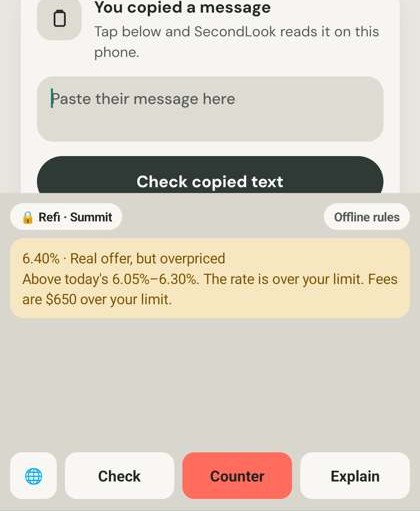 You copied a message
Tap below and SecondLook reads it on this
phone.
Paste their message here
Check copied text
Refi · Summit
Offline rules
6.40% · Real offer, but overpriced
Above today's 6.05%–6.30%. The rate is over your limit. Fees
are $650 over your limit.
Check
Counter
Explain